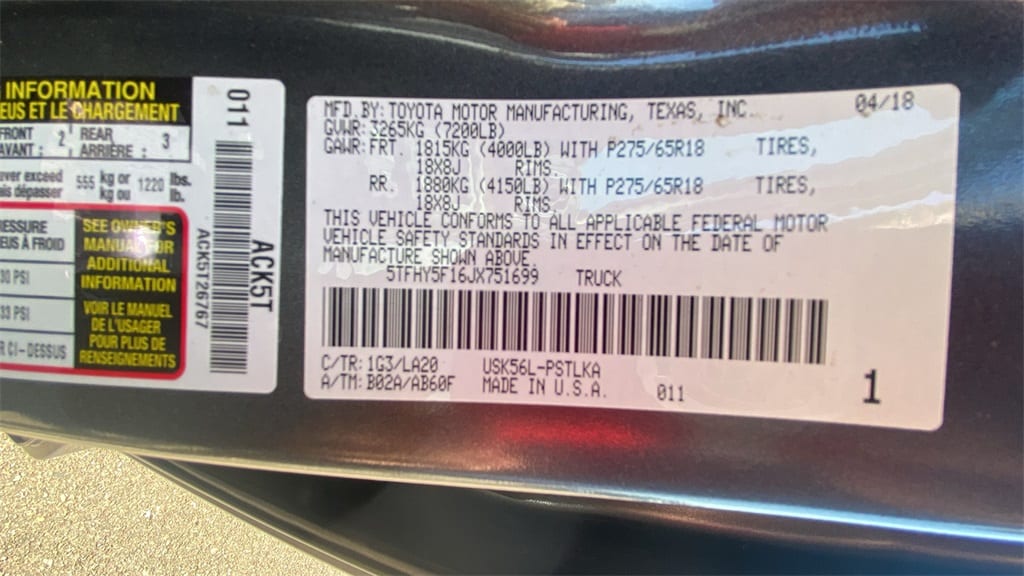 INFORMATION
EUS ET LE CHARGEMENT
FRONT 2 REAR 3
AVANT : ARRIÈRE :
ever exceed 555 kg or 1220 lbs.
ais dépasser kg ou lb.
RESSURE
EUS À FROID
30 PSI
33 PSI
R CI-DESSUS
SEE OWNER'S
MANUAL FOR
ADDITIONAL
INFORMATION
VOIR LE MANUEL
DE L'USAGER
POUR PLUS DE
RENSEIGNEMENTS
011
ACK5T26767
ACK5T
MFD.BY:TOYOTA MOTOR MANUFACTURING, TEXAS, INC. 04/18
GVWR:3265KG (7200LB)
GAWR:FRT. 1815KG (4000LB) WITH P275/65R18 TIRES,
18X8J RIMS.
RR. 1880KG (4150LB) WITH P275/65R18 TIRES,
18X8J RIMS.
THIS VEHICLE CONFORMS TO ALL APPLICABLE FEDERAL MOTOR
VEHICLE SAFETY STANDARDS IN EFFECT ON THE DATE OF
MANUFACTURE SHOWN ABOVE.
5TFHY5F16JX751699 TRUCK
C/TR:1G3/LA20 USK56L-PSTLKA
A/TM:B02A/AB60F MADE IN U.S.A. 011
1